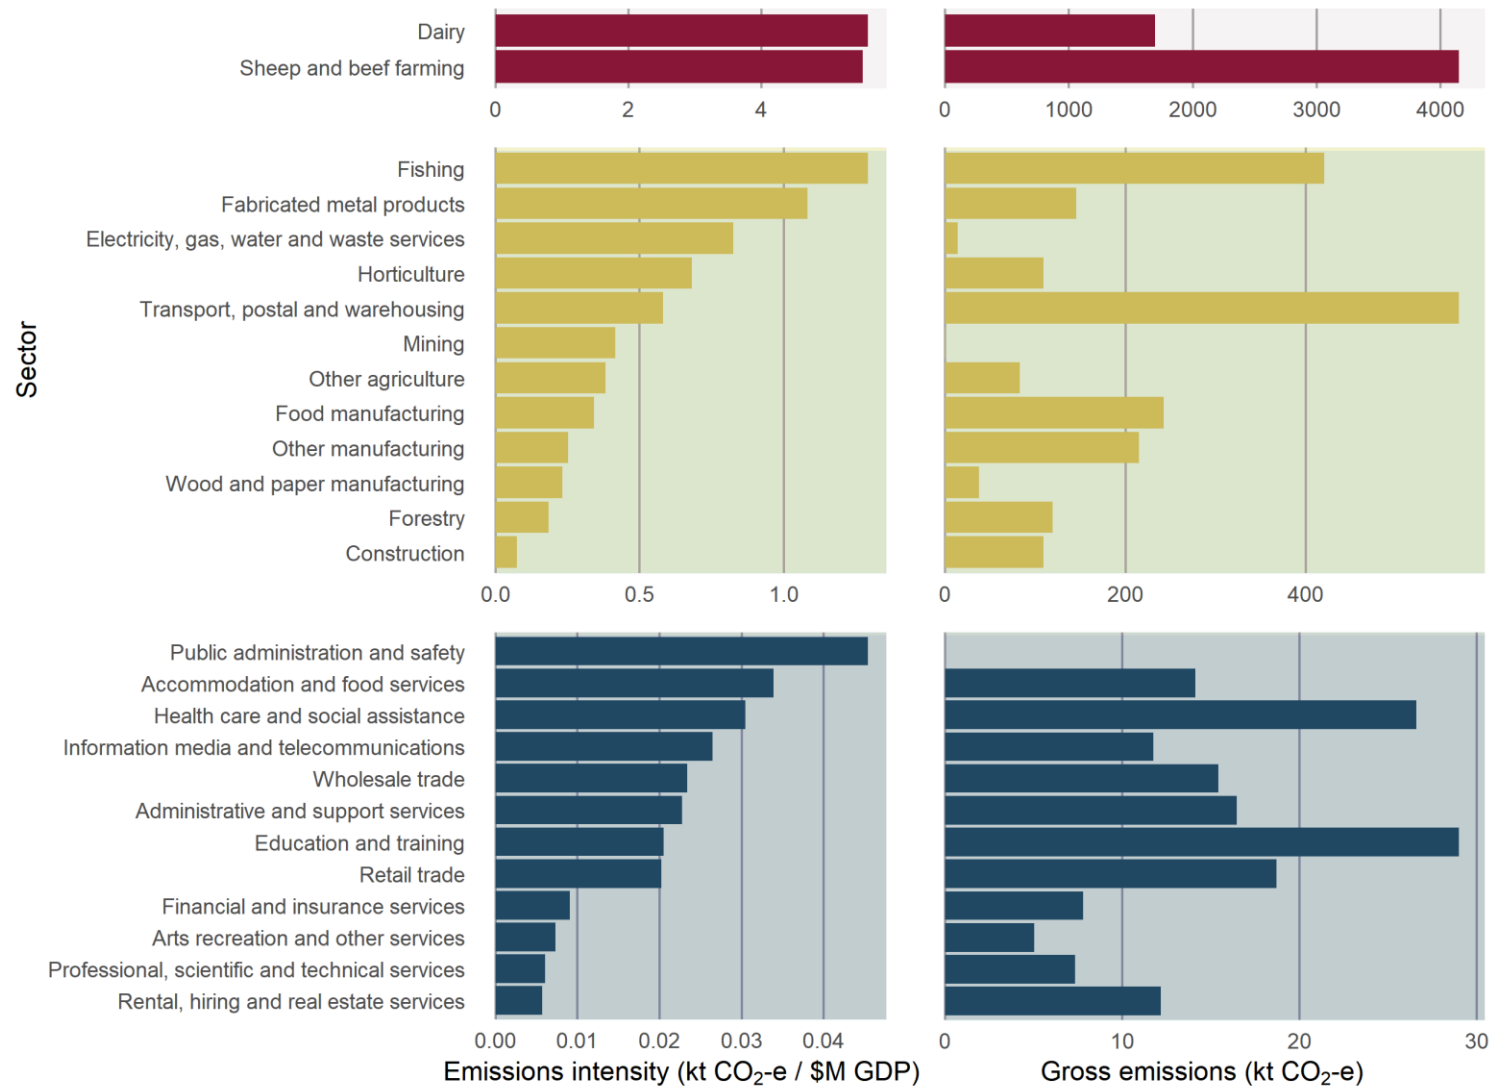 Dairy
Sheep and beef farming
0 2 4
0 1000 2000 3000 4000
Sector
Fishing
Fabricated metal products
Electricity, gas, water and waste services
Horticulture
Transport, postal and warehousing
Mining
Other agriculture
Food manufacturing
Other manufacturing
Wood and paper manufacturing
Forestry
Construction
0.0 0.5 1.0
0 200 400
Public administration and safety
Accommodation and food services
Health care and social assistance
Information media and telecommunications
Wholesale trade
Administrative and support services
Education and training
Retail trade
Financial and insurance services
Arts recreation and other services
Professional, scientific and technical services
Rental, hiring and real estate services
0.00 0.01 0.02 0.03 0.04
0 10 20 30
Emissions intensity (kt CO₂-e / $M GDP)
Gross emissions (kt CO₂-e)